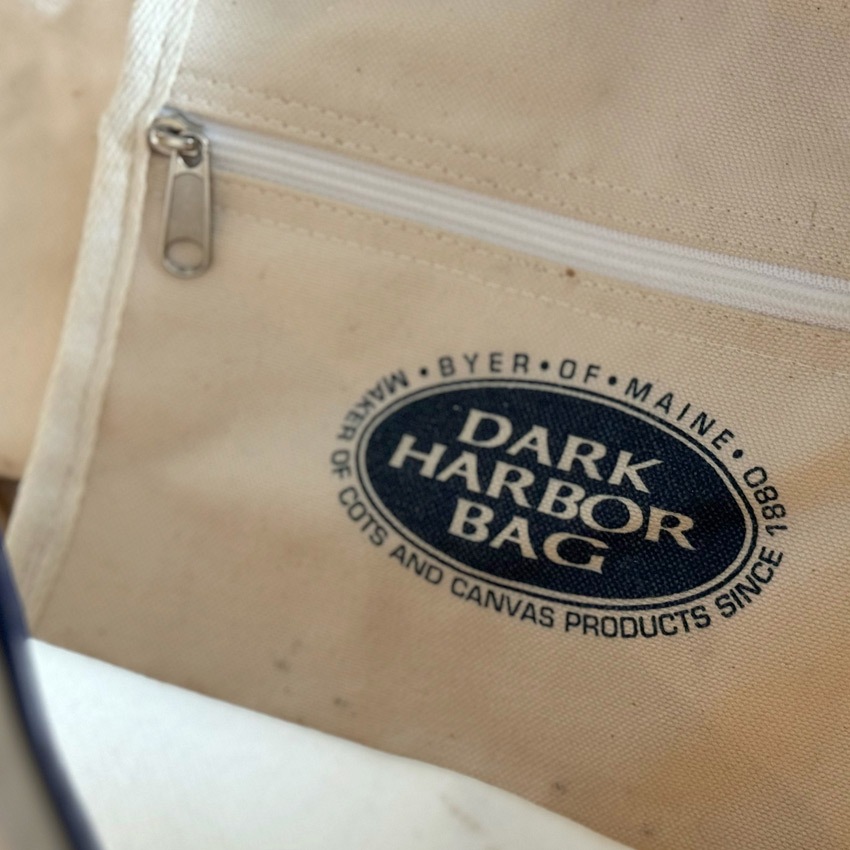 • BYER • OF • MAINE •
DARK
HARBOR
BAG
MAKER OF COTS AND CANVAS PRODUCTS SINCE 1880